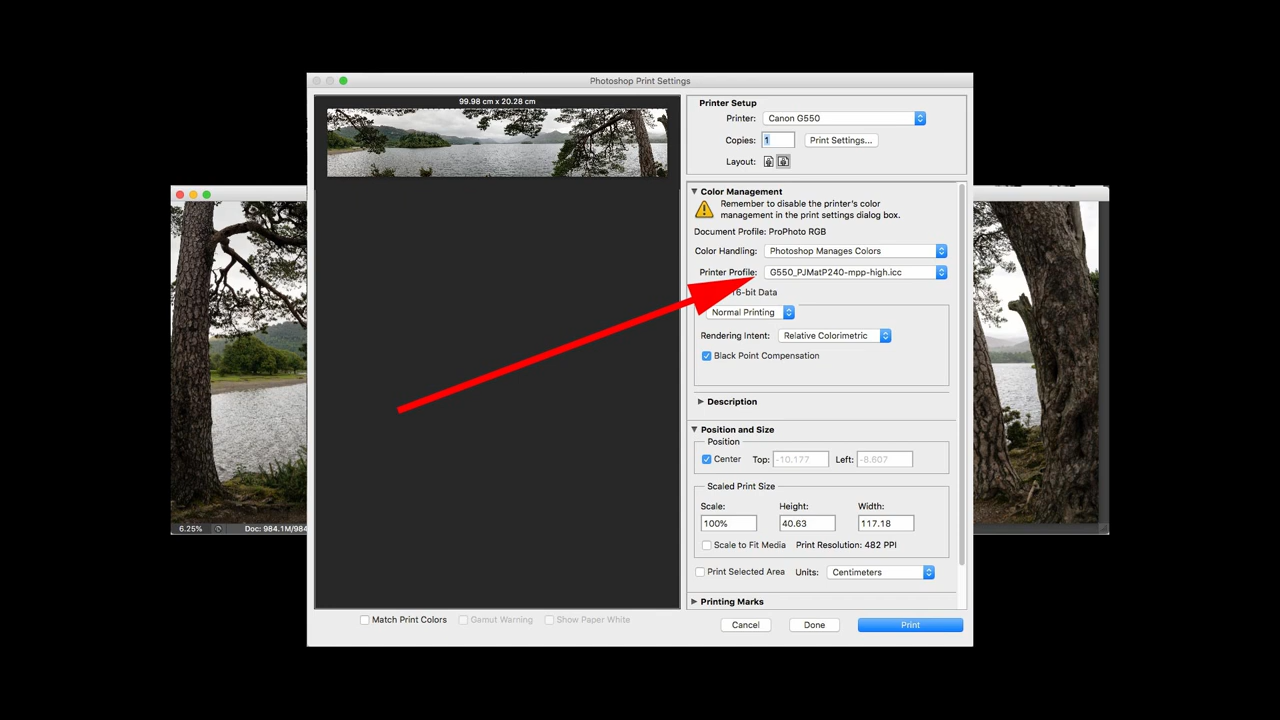 Photoshop Print Settings
99.98 cm x 20.28 cm
Printer Setup
Printer: Canon G550
Copies: 1 Print Settings...
Layout:
Color Management
Remember to disable the printer's color
management in the print settings dialog box.
Document Profile: ProPhoto RGB
Color Handling: Photoshop Manages Colors
Printer Profile: G550_PJMatP240-mpp-high.icc
16-bit Data
Normal Printing
Rendering Intent: Relative Colorimetric
Black Point Compensation
Description
Position and Size
Position
Center Top: -10.177 Left: -8.607
Scaled Print Size
Scale: Height: Width:
100% 40.63 117.18
Scale to Fit Media Print Resolution: 482 PPI
Print Selected Area Units: Centimeters
Printing Marks
Match Print Colors Gamut Warning Show Paper White
Cancel Done Print
6.25% Doc: 984.1M/984